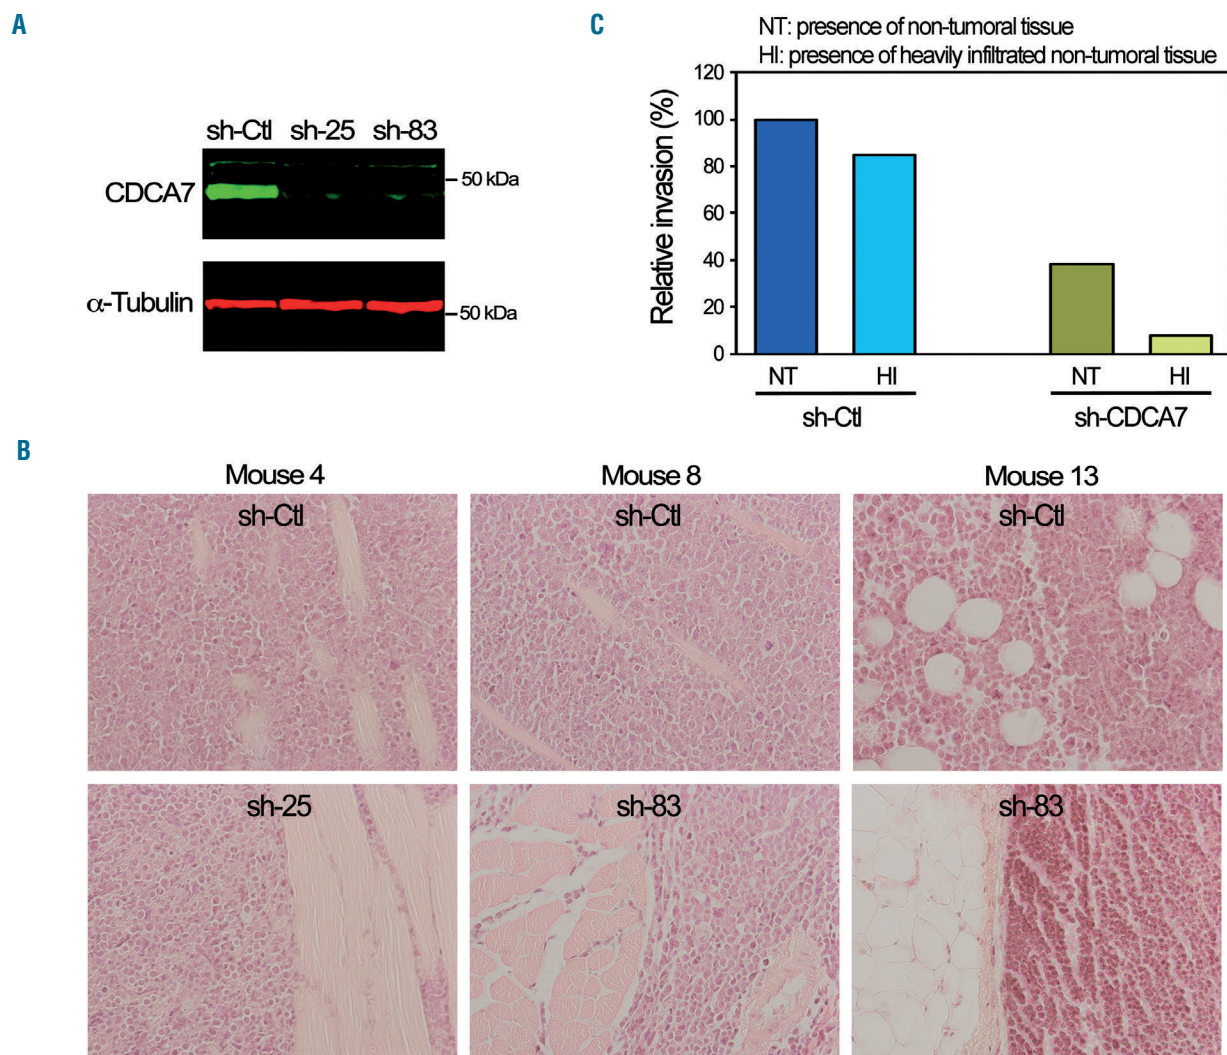 A
sh-Ctl sh-25 sh-83
CDCA7
50 kDa
α-Tubulin
50 kDa
C
NT: presence of non-tumoral tissue
HI: presence of heavily infiltrated non-tumoral tissue
Relative invasion (%)
120
100
80
60
40
20
0
NT HI NT HI
sh-Ctl sh-CDCA7
B
Mouse 4 Mouse 8 Mouse 13
sh-Ctl sh-Ctl sh-Ctl
sh-25 sh-83 sh-83